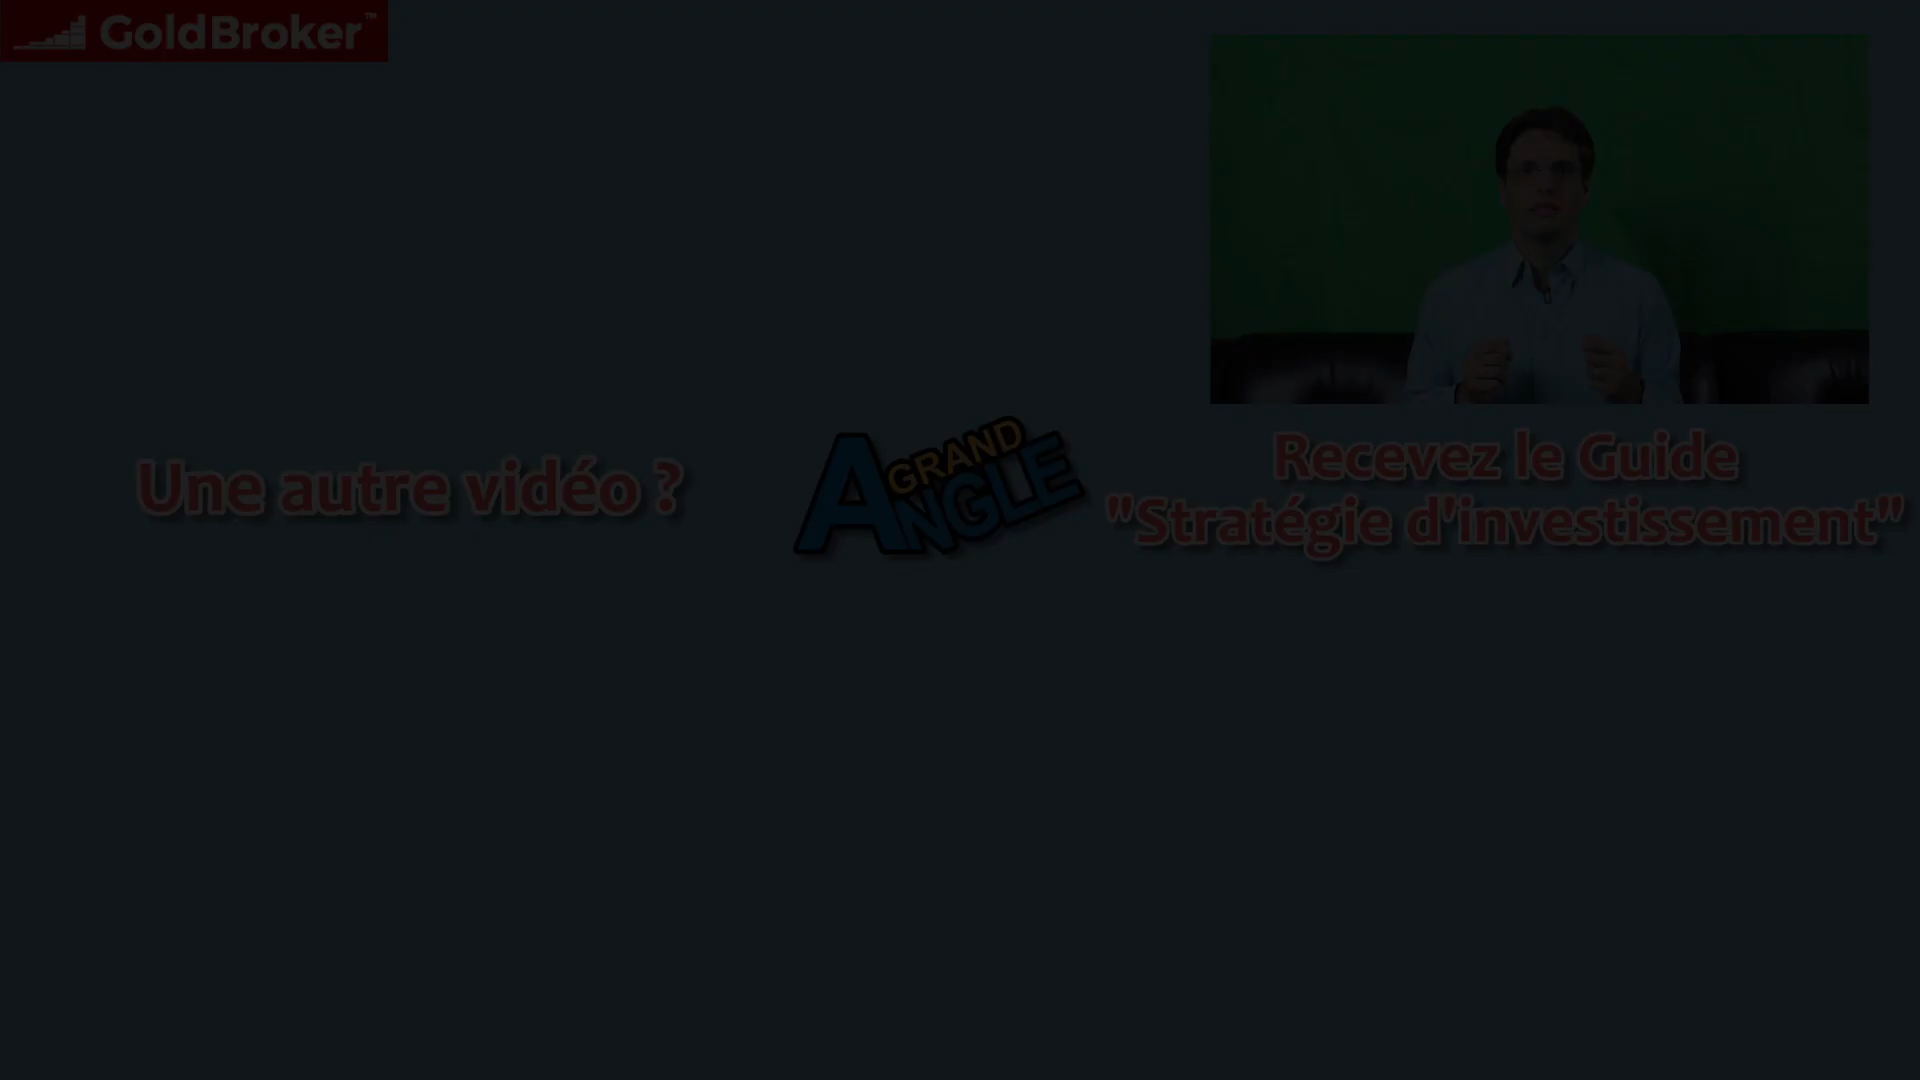 GoldBroker™
Une autre vidéo ?
GRAND
ANGLE
Recevez le Guide
"Stratégie d'investissement"